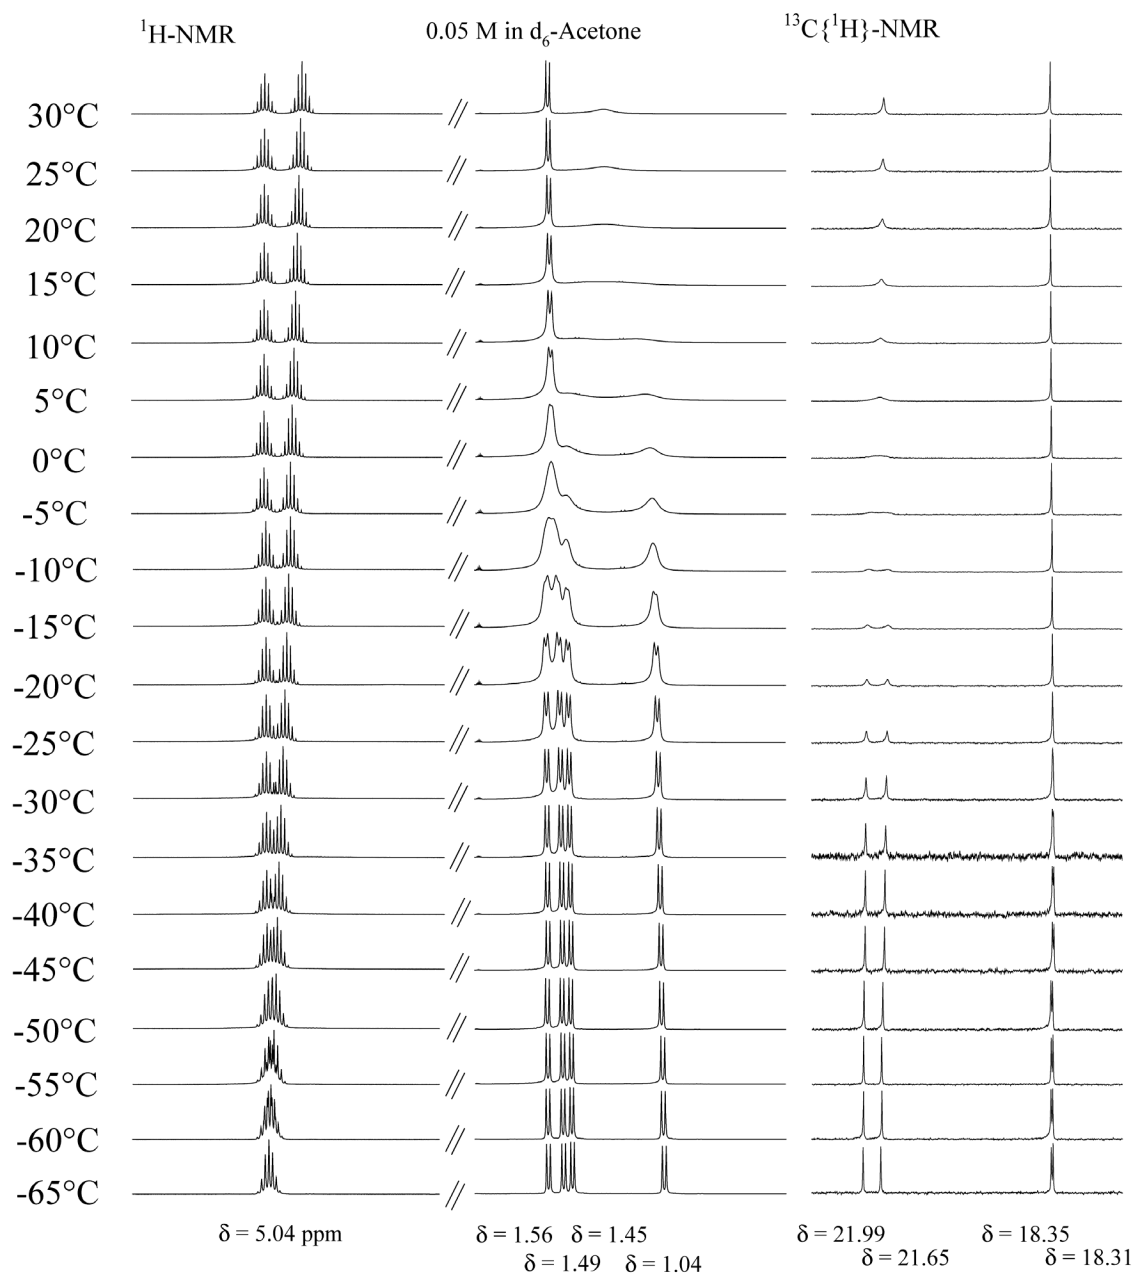 ¹H-NMR
0.05 M in d₆-Acetone
¹³C{¹H}-NMR
30°C
25°C
20°C
15°C
10°C
5°C
0°C
-5°C
-10°C
-15°C
-20°C
-25°C
-30°C
-35°C
-40°C
-45°C
-50°C
-55°C
-60°C
-65°C
δ = 5.04 ppm
δ = 1.56
δ = 1.45
δ = 1.49
δ = 1.04
δ = 21.99
δ = 18.35
δ = 21.65
δ = 18.31